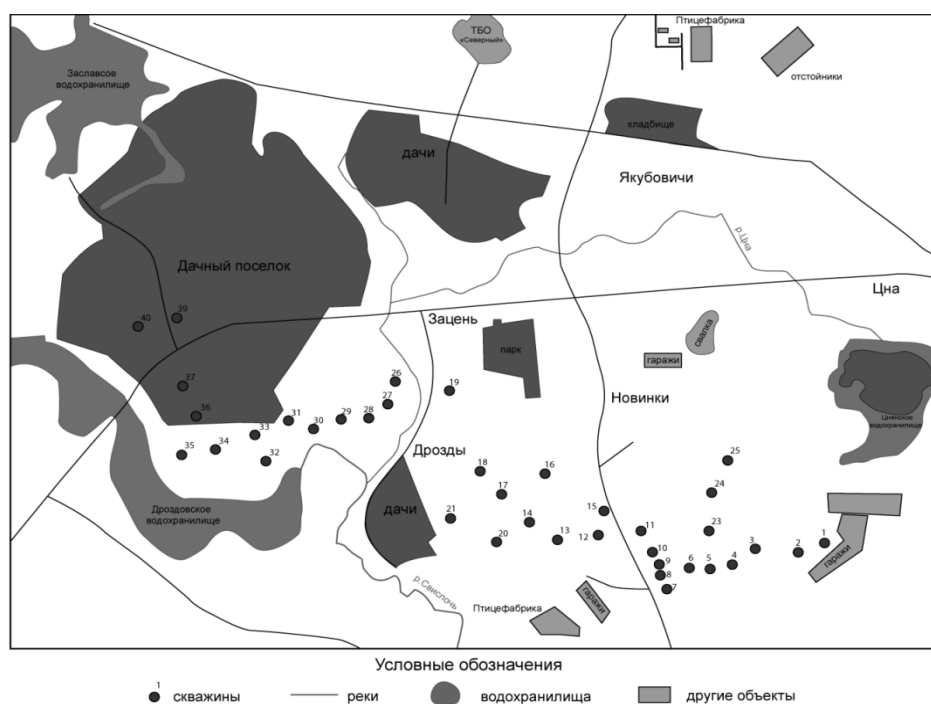 Птицефабрика
ТБО
«Северный»
отстойники
Заславсое
водохранилище
кладбище
дачи
Якубовичи
р.Цна
Дачный поселок
Цна
39
40
Зацень
свалка
парк
гаражи
26
19
37
27
Новинки
36
31
29
28
30
Цнянское
водохранилище
33
34
32
35
Дрозды
25
18
16
17
24
Дроздовское
водохранилище
дачи
15
21
14
11
23
20
13
12
10
3
2
1
9
6
5
4
8
7
гаражи
р.Свислочь
Птицефабрика
гаражи
Условные обозначения
1
скважины
реки
водохранилища
другие объекты